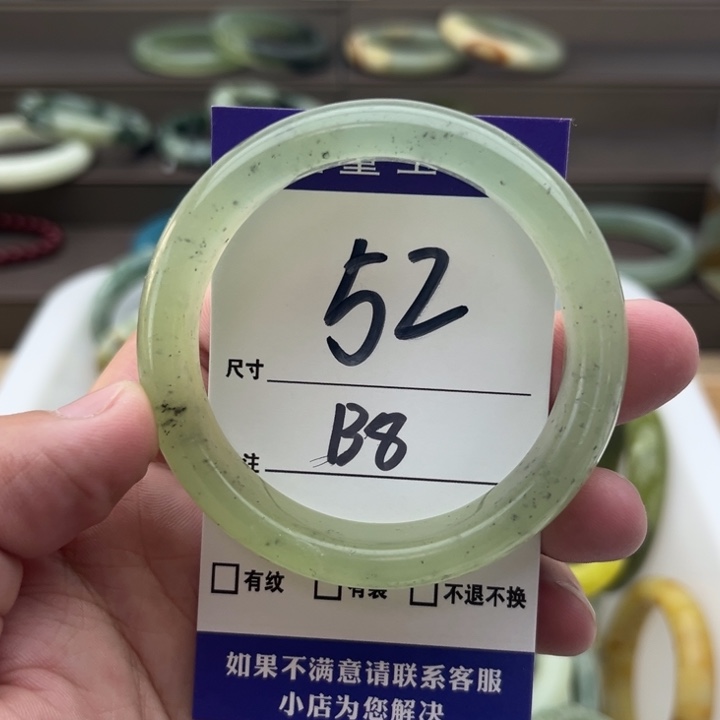 52
尺寸
B8
注
有纹 有裂 不退不换
如果不满意请联系客服
小店为您解决